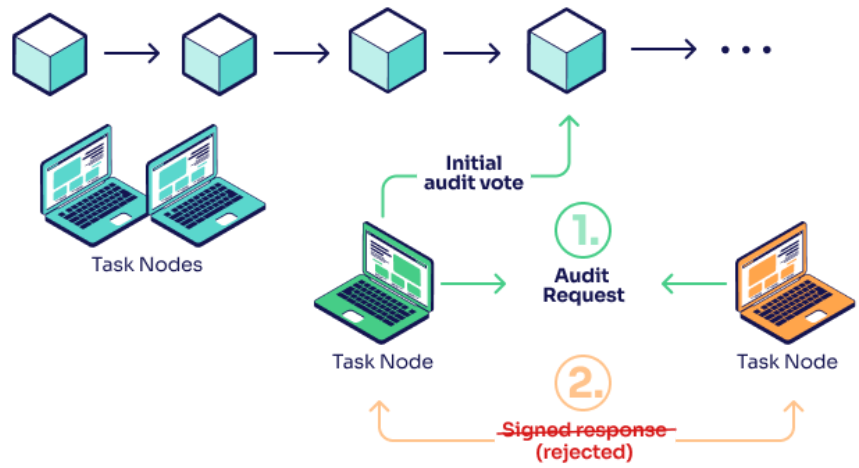 Initial
audit vote
Task Nodes
1.
Audit
Request
Task Node
Task Node
2.
Signed response
(rejected)